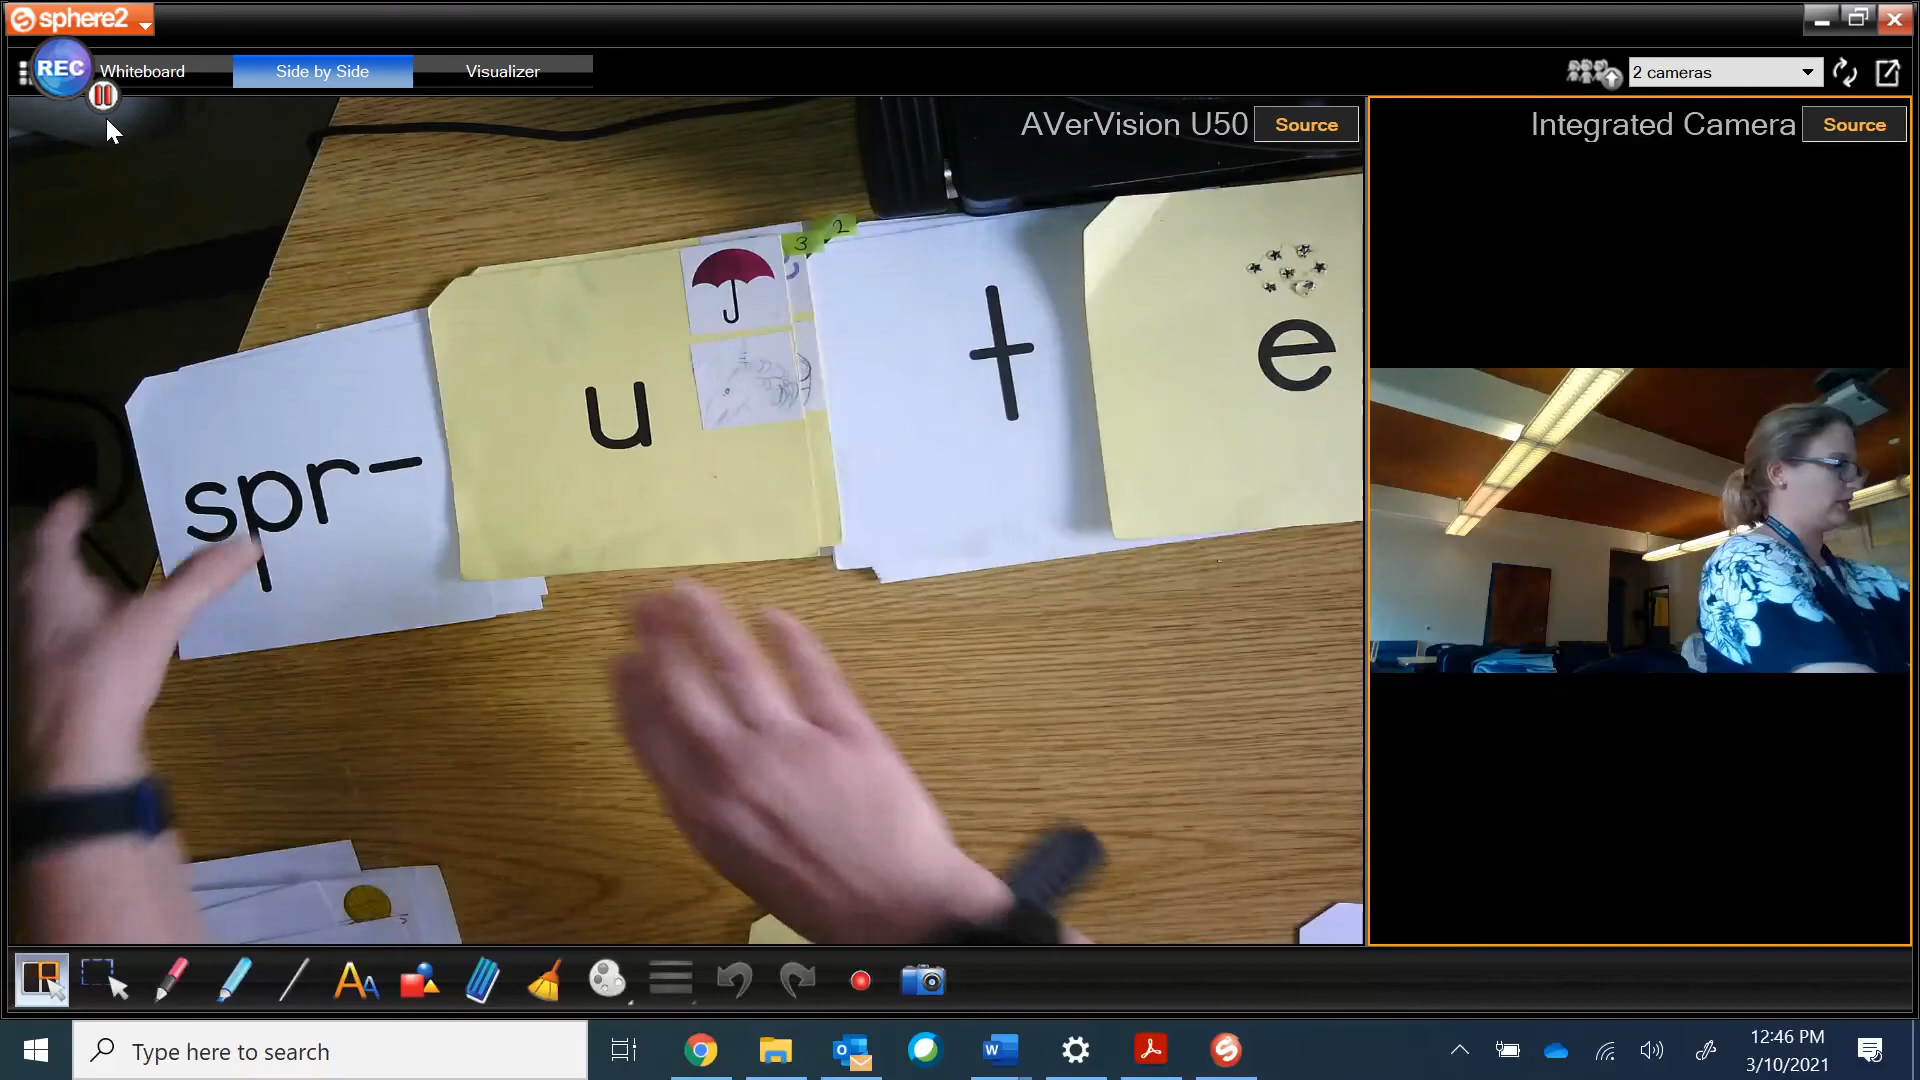 sphere2
REC
Whiteboard
Side by Side
Visualizer
2 cameras
AVerVision U50
Source
Integrated Camera
Source
3
2
spr-
u
t
e
Type here to search
12:46 PM
3/10/2021